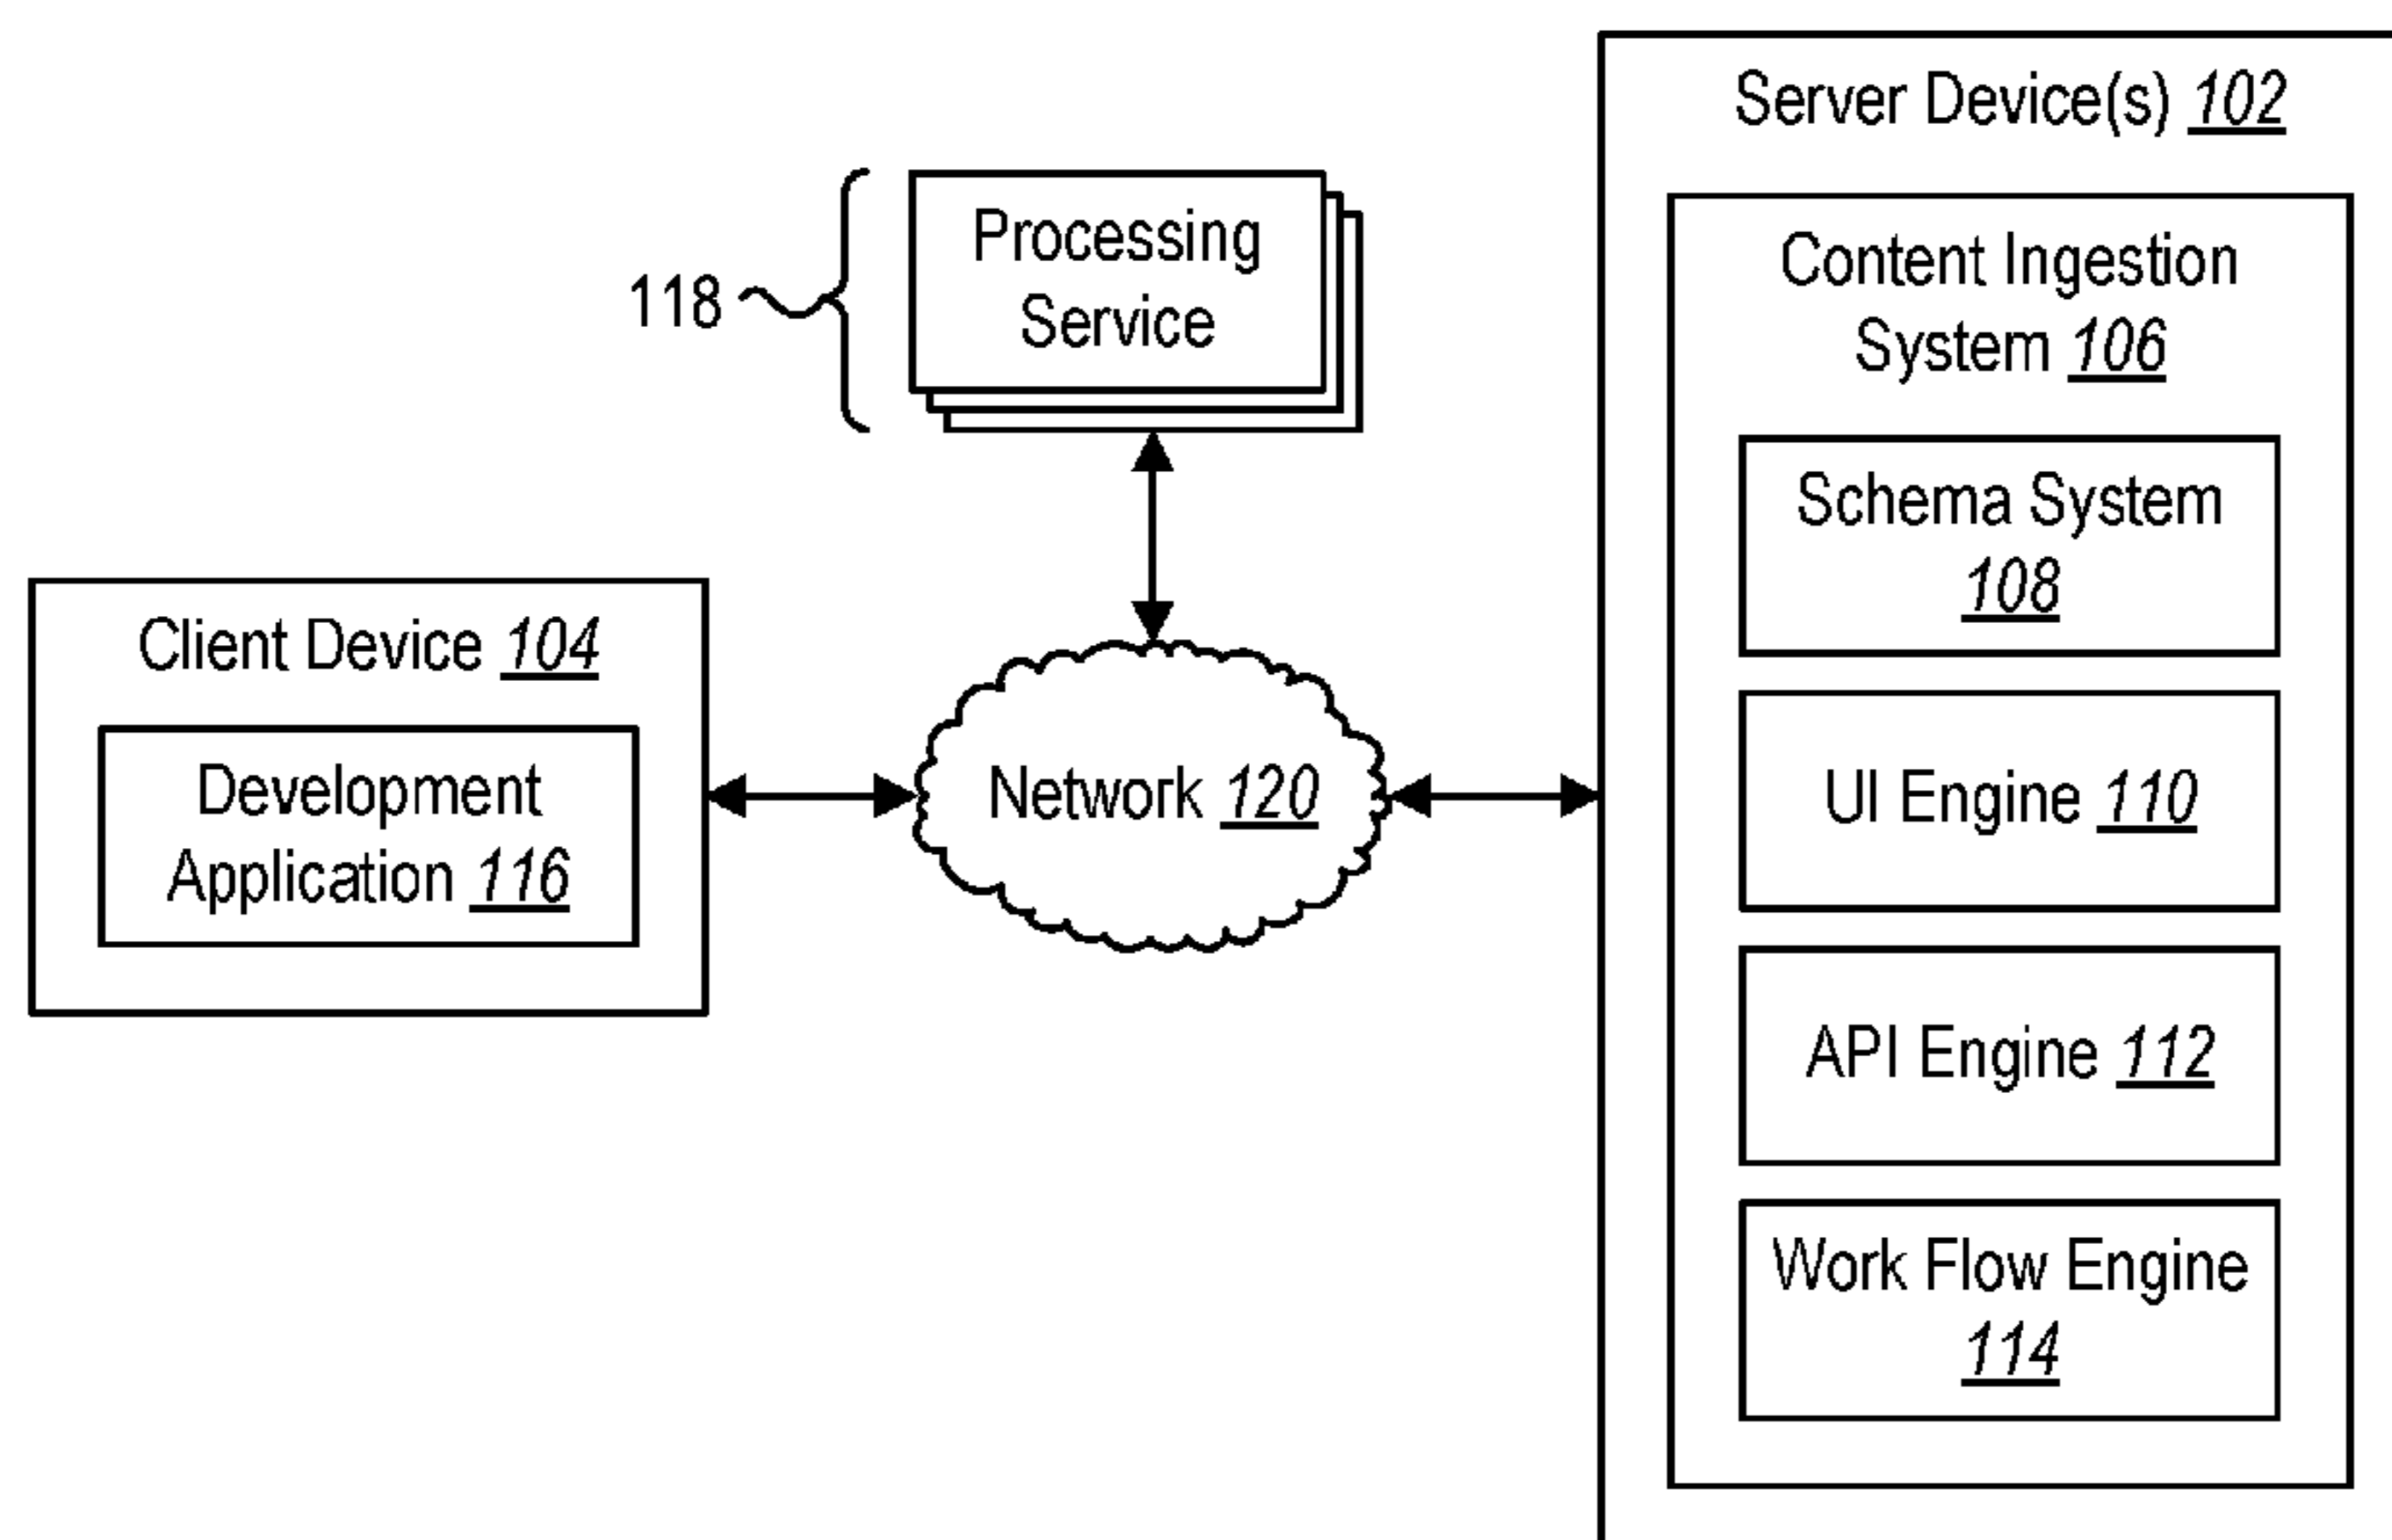 Server Device(s) 102
Content Ingestion
System 106
Schema System
108
UI Engine 110
API Engine 112
Work Flow Engine
114
118
Processing
Service
Network 120
Client Device 104
Development
Application 116